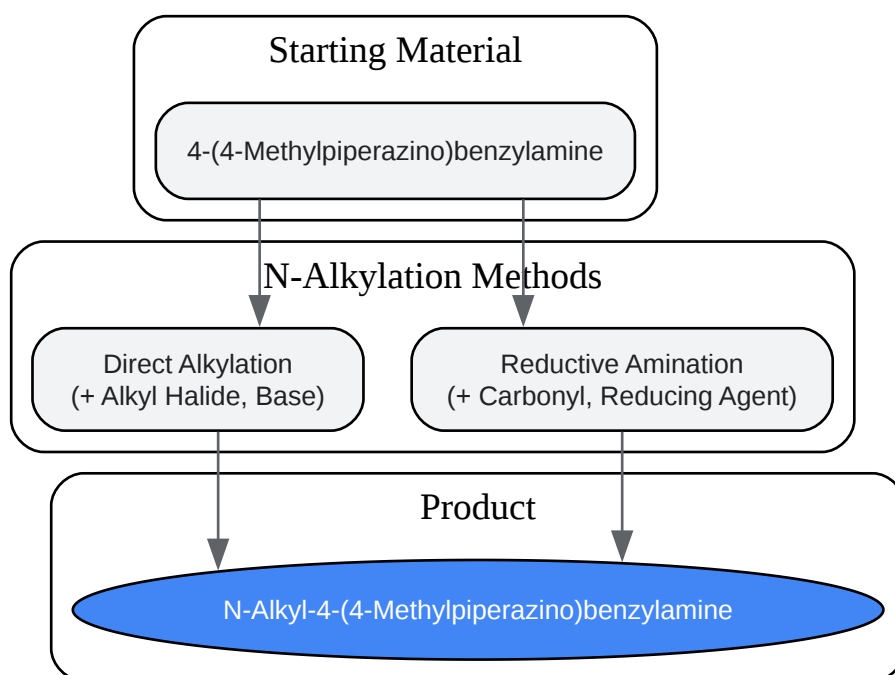 Starting Material
4-(4-Methylpiperazino)benzylamine
N-Alkylation Methods
Direct Alkylation
(+ Alkyl Halide, Base)
Reductive Amination
(+ Carbonyl, Reducing Agent)
Product
N-Alkyl-4-(4-Methylpiperazino)benzylamine